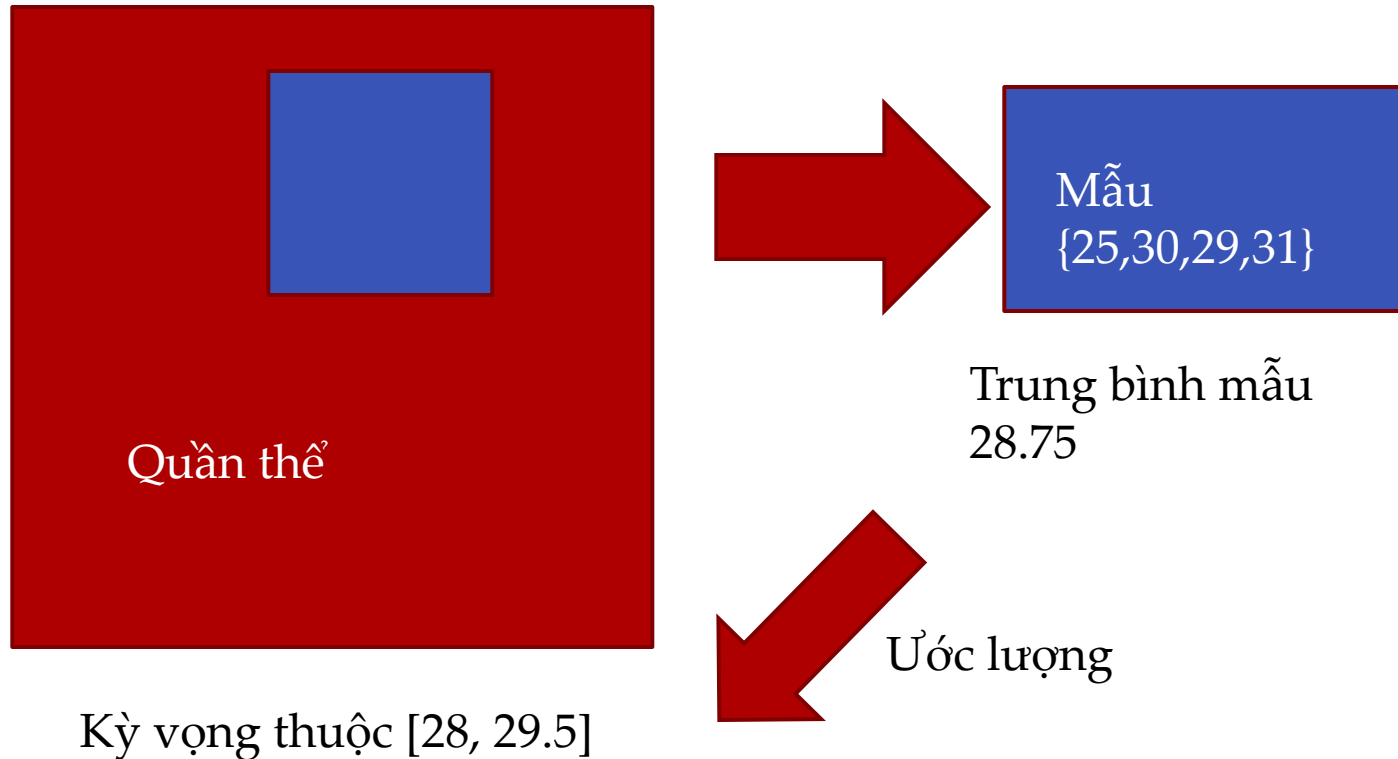 Quần thể
Mẫu
{25,30,29,31}
Trung bình mẫu
28.75
Ước lượng
Kỳ vọng thuộc [28, 29.5]